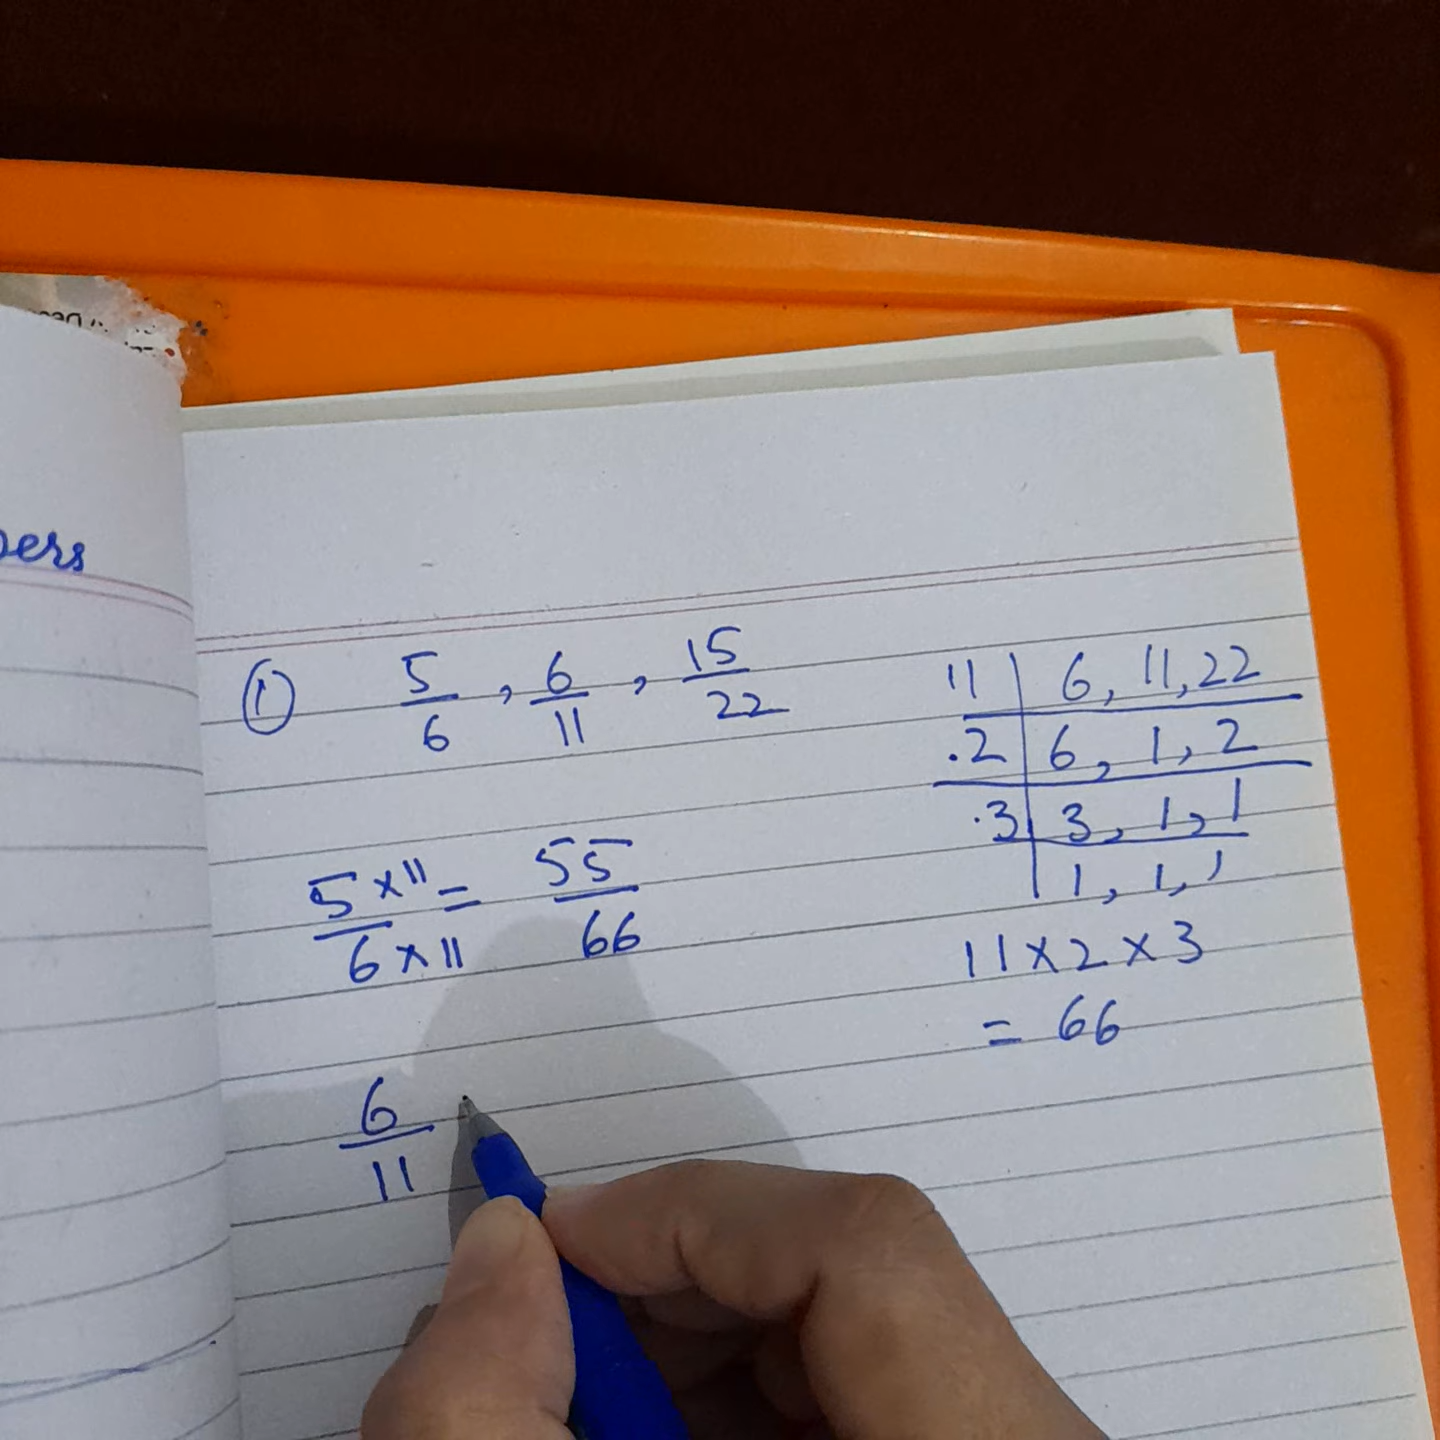 pers
① 5/6 , 6/11 , 15/22
11 | 6, 11, 22
.2 | 6, 1, 2
.3 | 3, 1, 1
| 1, 1, 1
11 x 2 x 3
= 66
5 x 11 / 6 x 11 = 55/66
6/11